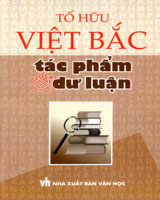 TỐ HỮU
VIỆT BẮC
tác phẩm
& dư luận
vh NHÀ XUẤT BẢN VĂN HỌC